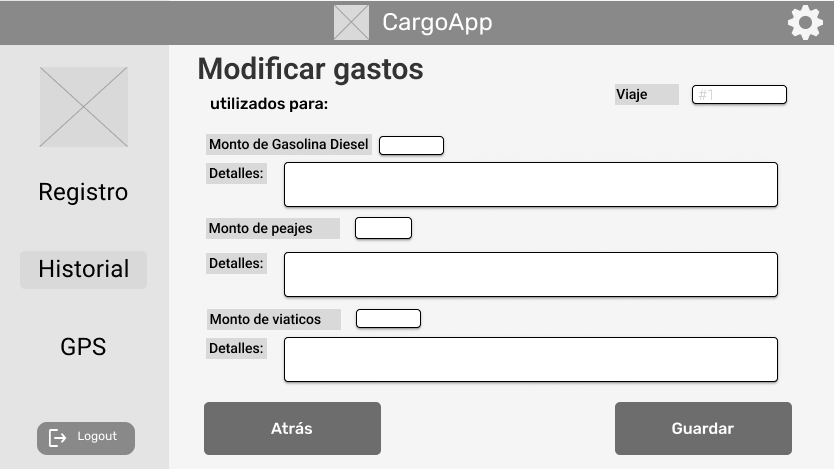 CargoApp
Modificar gastos
utilizados para:
Viaje #1
Monto de Gasolina Diesel
Detalles:
Monto de peajes
Detalles:
Monto de viaticos
Detalles:
Atrás
Guardar
Registro
Historial
GPS
Logout